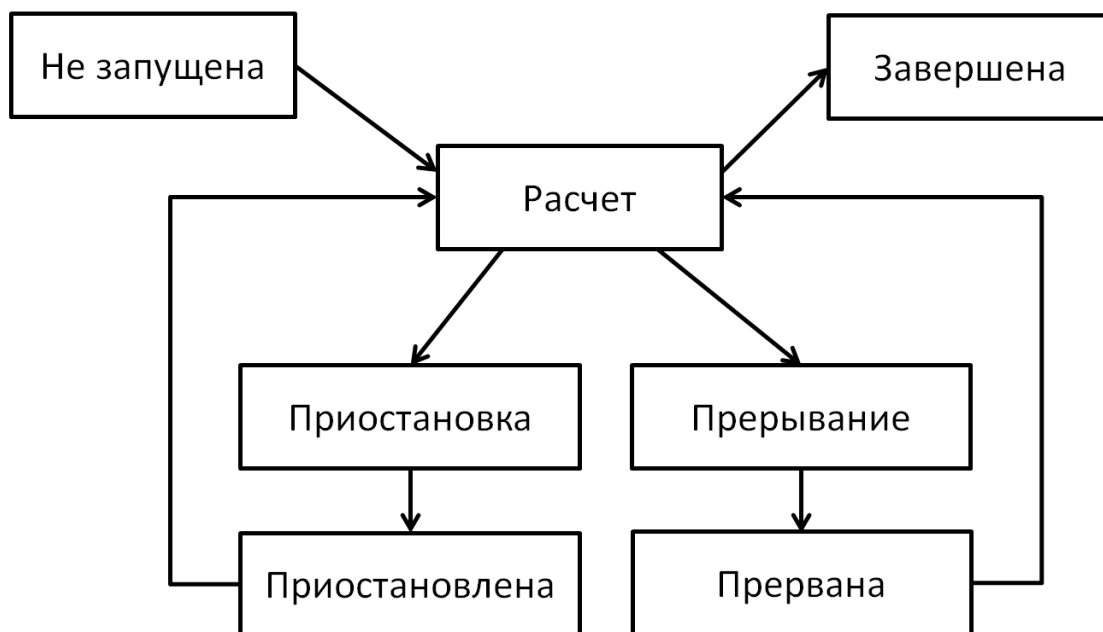 Не запущена
Завершена
Расчет
Приостановка
Прерывание
Приостановлена
Прервана